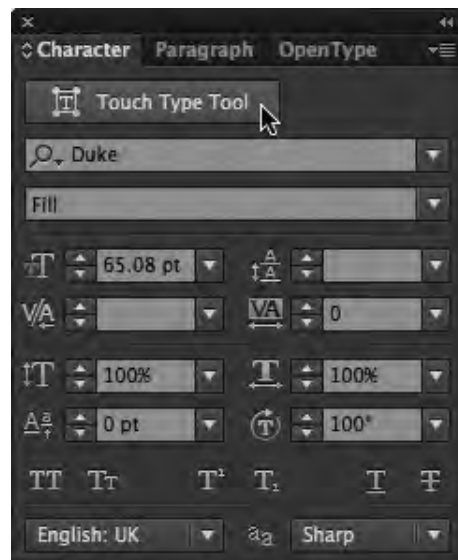 Character Paragraph OpenType
Touch Type Tool
Duke
Fill
65.08 pt
0
100% 100%
0 pt 100°
English: UK Sharp